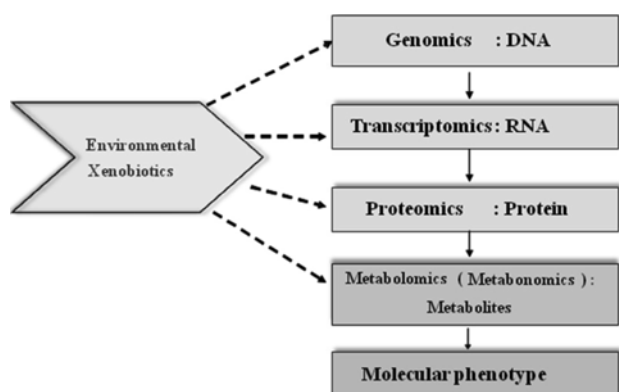 Genomics : DNA
Transcriptomics : RNA
Environmental
Xenobiotics
Proteomics : Protein
Metabolomics ( Metabonomics ) :
Metabolites
Molecular phenotype